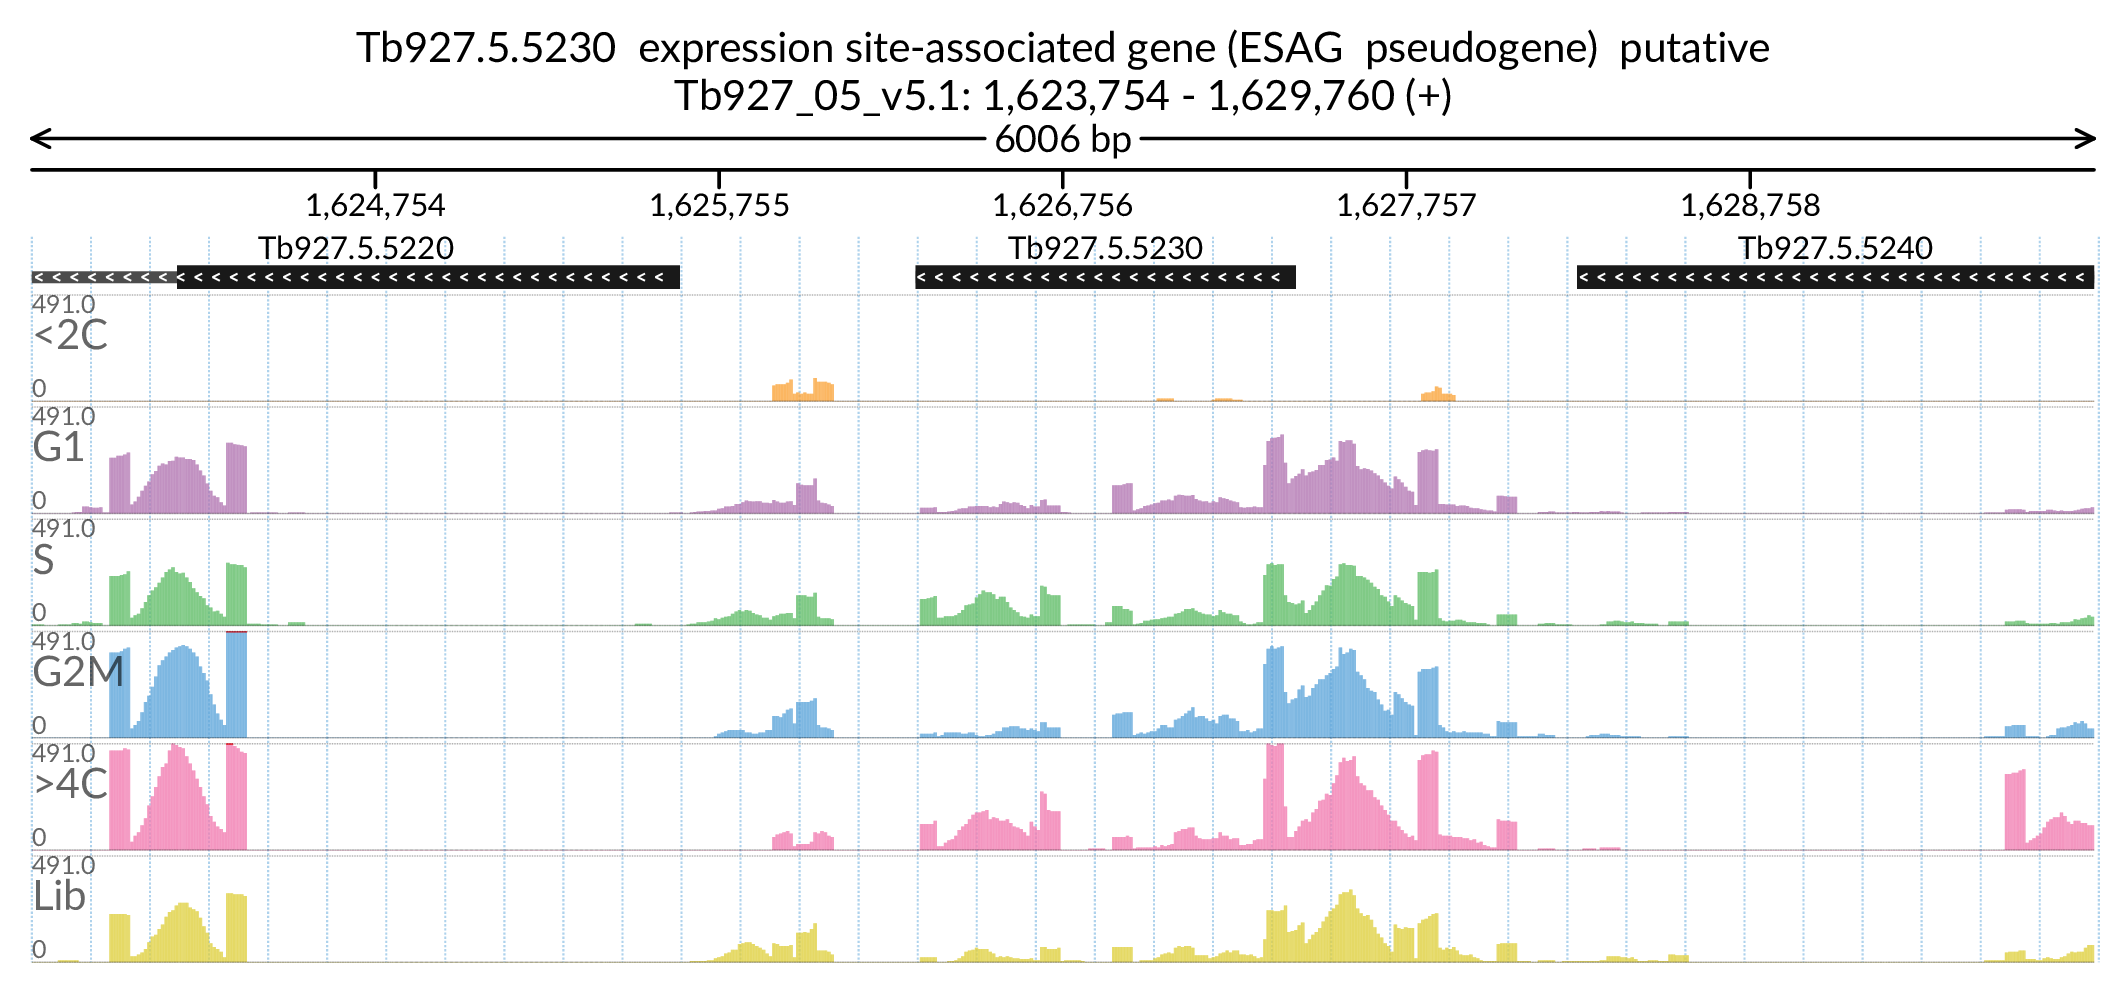 Tb927.5.5230  expression site-associated gene (ESAG  pseudogene)  putative
Tb927_05_v5.1: 1,623,754 - 1,629,760 (+)
6006 bp
1,624,754 1,625,755 1,626,756 1,627,757 1,628,758
Tb927.5.5220 Tb927.5.5230 Tb927.5.5240
491.0
<2C
0
491.0
G1
0
491.0
S
0
491.0
G2M
0
491.0
>4C
0
491.0
Lib
0